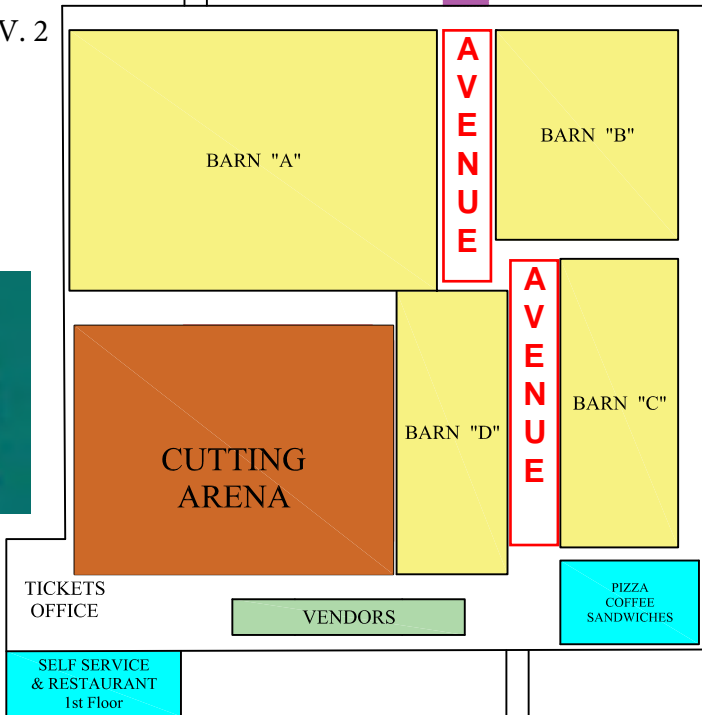 V. 2
BARN "A"
AVENUE
BARN "B"
AVENUE
BARN "C"
BARN "D"
CUTTING
ARENA
TICKETS
OFFICE
VENDORS
PIZZA
COFFEE
SANDWICHES
SELF SERVICE
& RESTAURANT
1st Floor